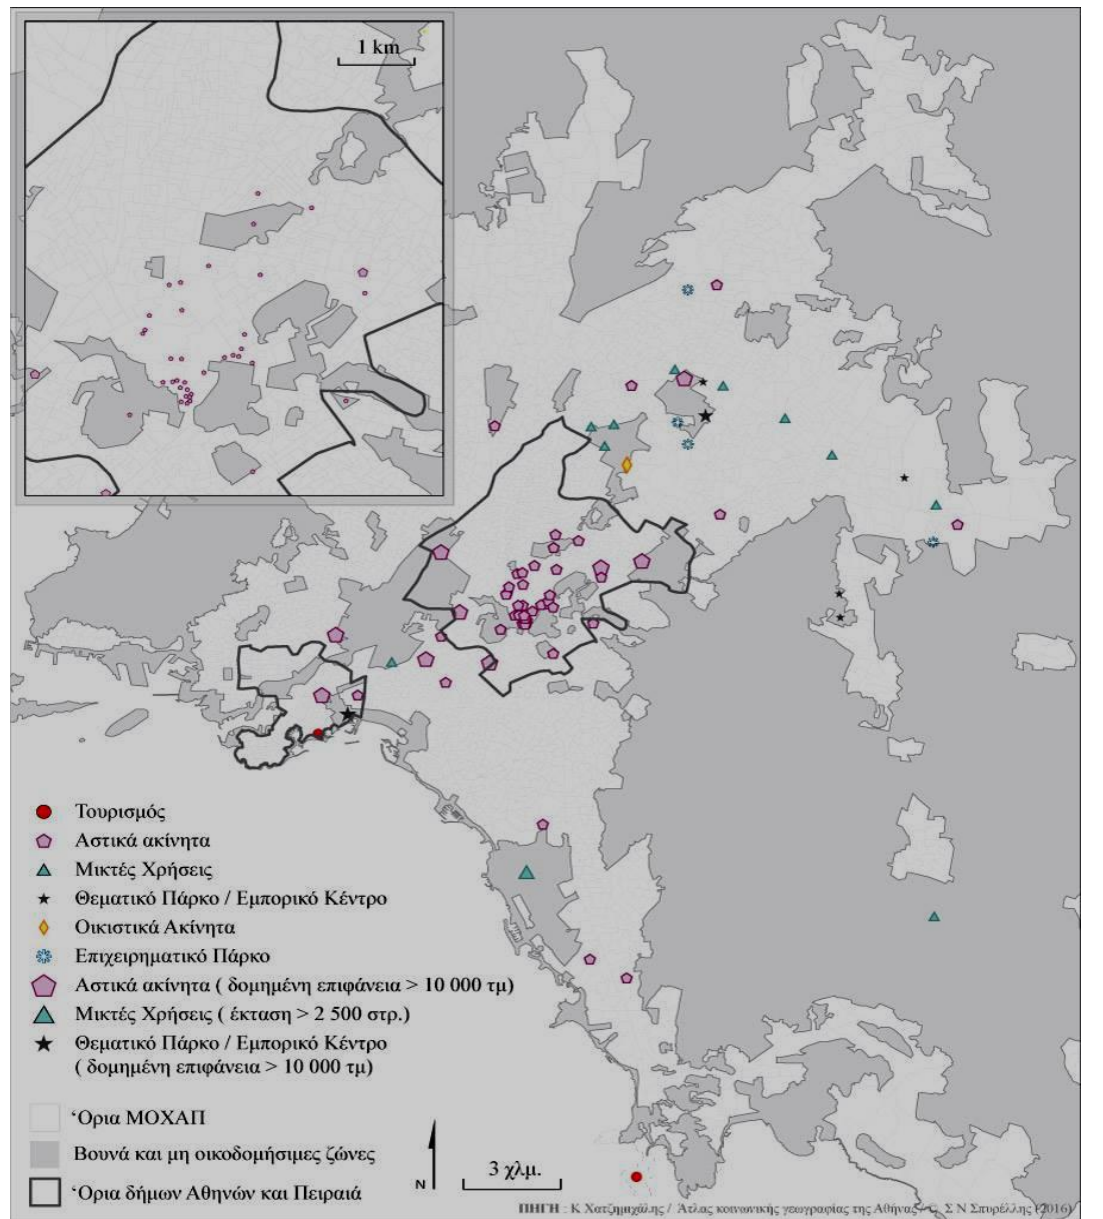 1 km
Τουρισμός
Αστικά ακίνητα
Μικτές Χρήσεις
Θεματικό Πάρκο / Εμπορικό Κέντρο
Οικιστικά Ακίνητα
Επιχειρηματικό Πάρκο
Αστικά ακίνητα ( δομημένη επιφάνεια > 10 000 τμ)
Μικτές Χρήσεις ( έκταση > 2 500 στρ.)
Θεματικό Πάρκο / Εμπορικό Κέντρο
( δομημένη επιφάνεια > 10 000 τμ)
‘Ορια ΜΟΧΑΠ
Βουνά και μη οικοδομήσιμες ζώνες
‘Ορια δήμων Αθηνών και Πειραιά
N
3 χλμ.
ΠΗΓΗ : Κ Χατζημιχάλης / Άτλας κοινωνικής γεωγραφίας της Αθήνας / C. Σ Ν Σπυρέλλης (2016)